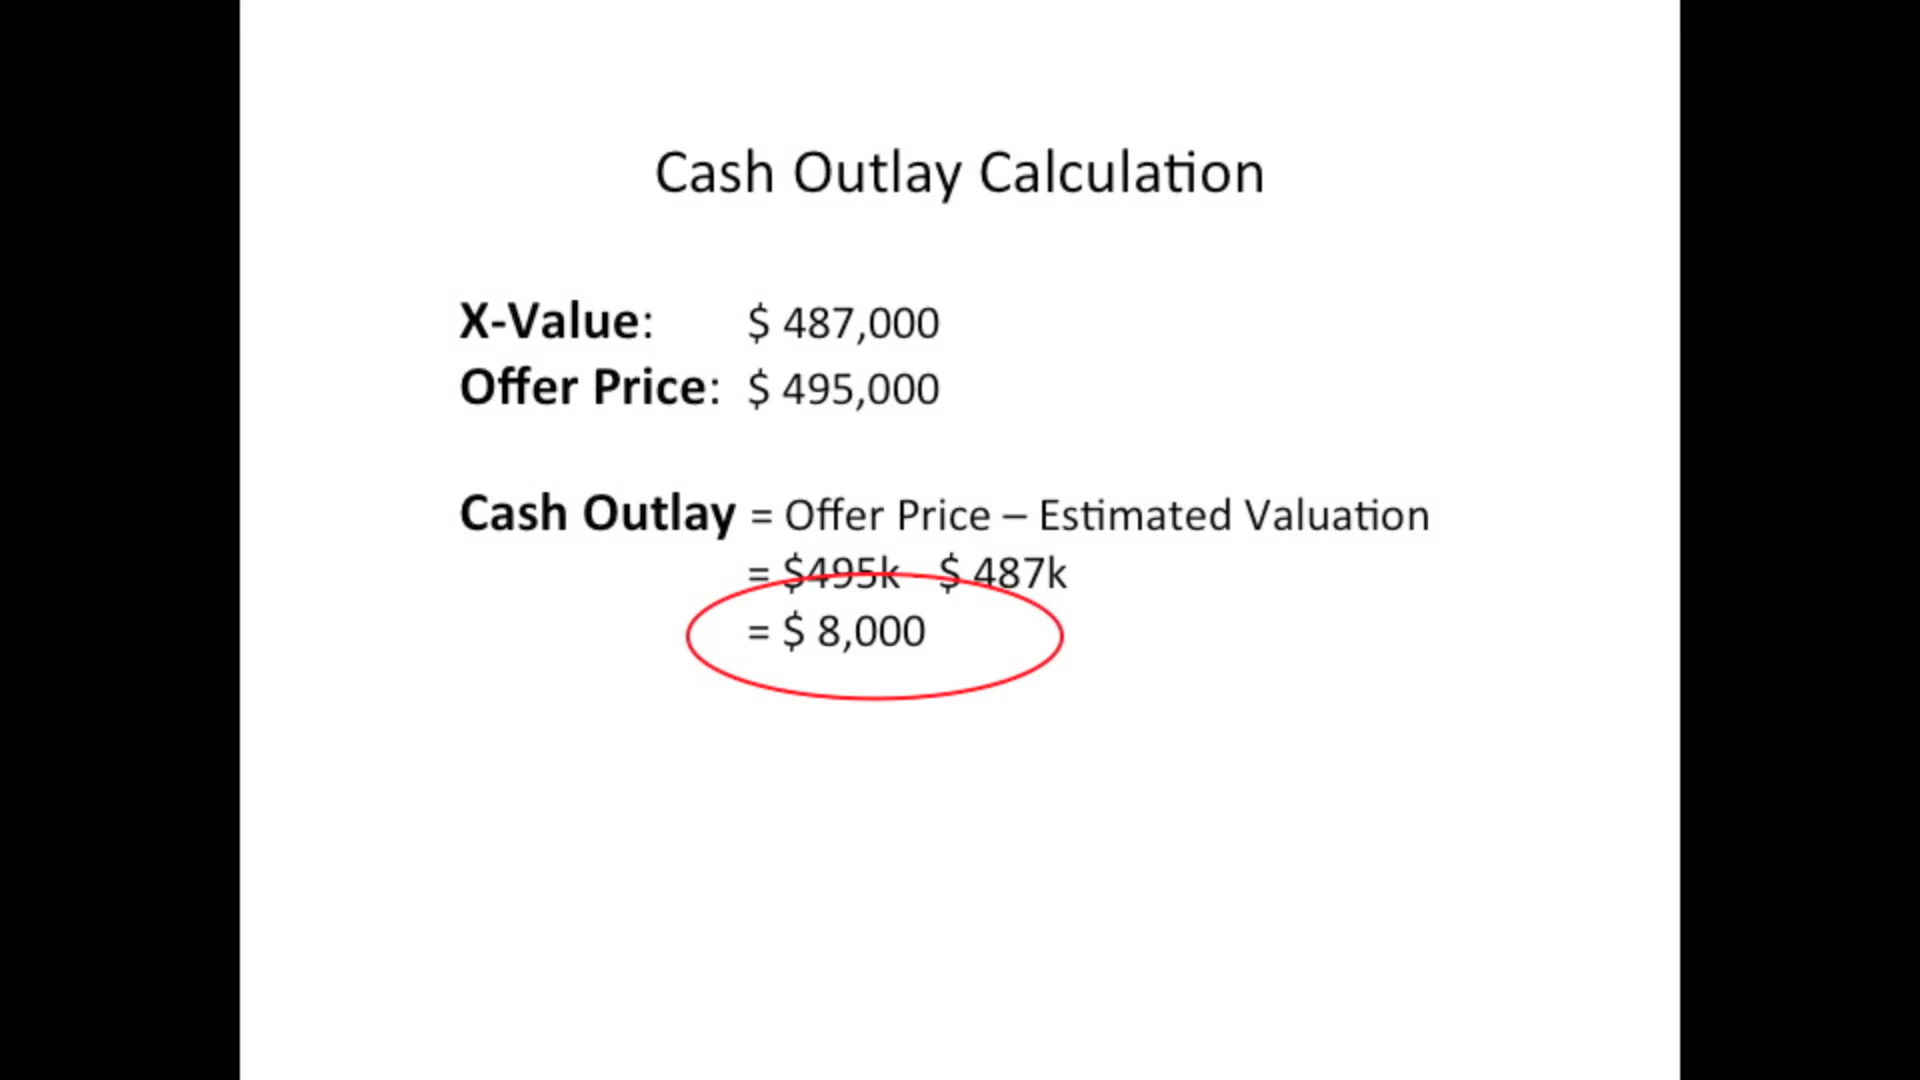 Cash Outlay Calculation
X-Value: $ 487,000
Offer Price: $ 495,000
Cash Outlay = Offer Price – Estimated Valuation
= $495k $ 487k
= $ 8,000